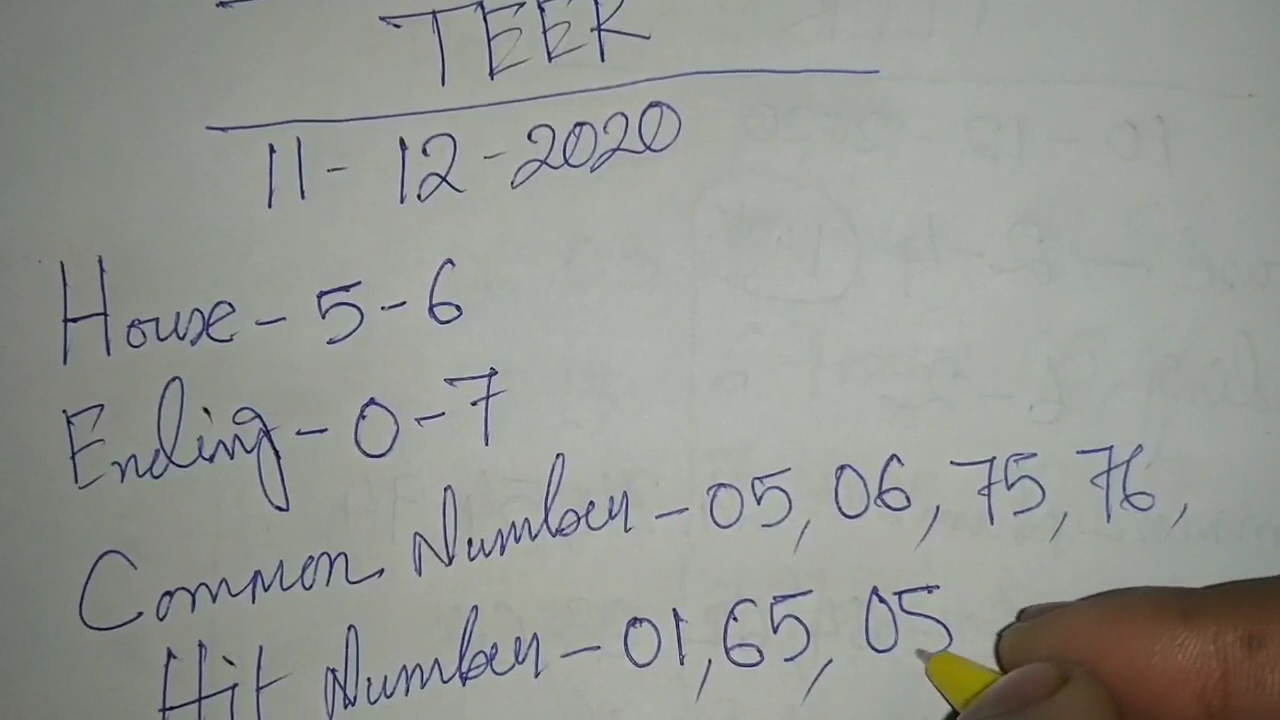 TEER
11-12-2020
House - 5-6
Ending - 0-7
Common Number - 05, 06, 75, 76,
Hit Number - 01, 65, 05